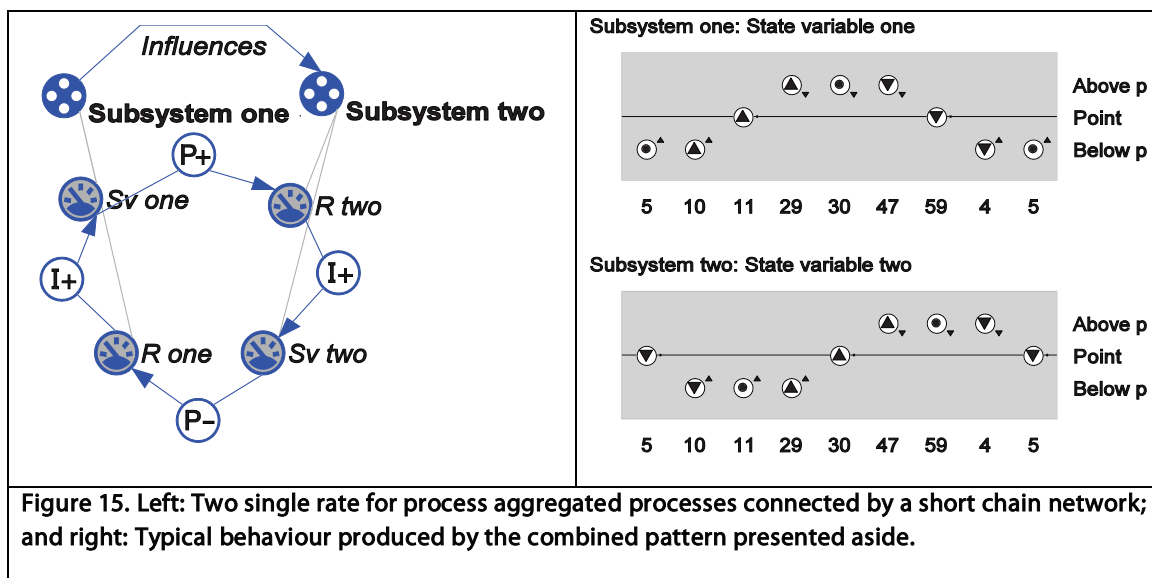 Influences
Subsystem one
Subsystem two
P+
Sv one
R two
I+
I+
R one
Sv two
P–
Subsystem one: State variable one
Above p
Point
Below p
5 10 11 29 30 47 59 4 5
Subsystem two: State variable two
Above p
Point
Below p
5 10 11 29 30 47 59 4 5
Figure 15. Left: Two single rate for process aggregated processes connected by a short chain network;
and right: Typical behaviour produced by the combined pattern presented aside.